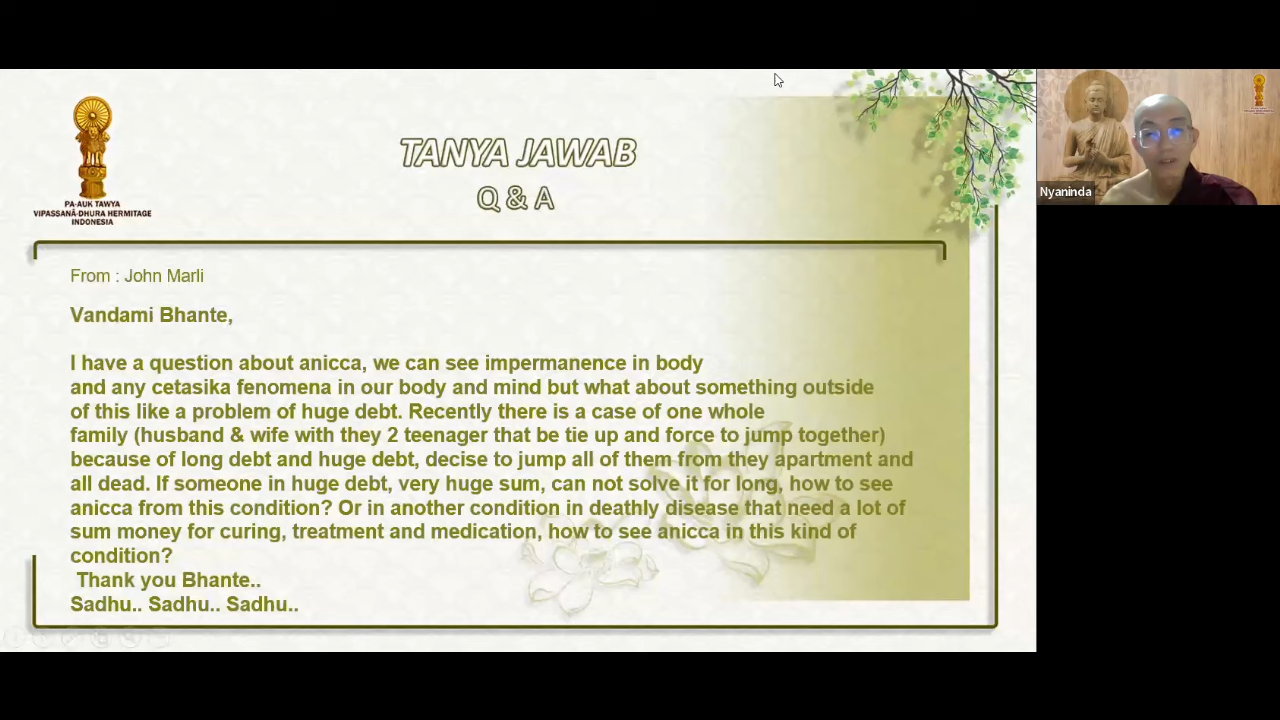 TANYA JAWAB
Q & A
PA-AUK TAWYA
VIPASSANĀ-DHURA HERMITAGE
INDONESIA
From : John Marli
Vandami Bhante,
I have a question about anicca, we can see impermanence in body
and any cetasika fenomena in our body and mind but what about something outside
of this like a problem of huge debt. Recently there is a case of one whole
family (husband & wife with they 2 teenager that be tie up and force to jump together)
because of long debt and huge debt, decise to jump all of them from they apartment and
all dead. If someone in huge debt, very huge sum, can not solve it for long, how to see
anicca from this condition? Or in another condition in deathly disease that need a lot of
sum money for curing, treatment and medication, how to see anicca in this kind of
condition?
Thank you Bhante..
Sadhu.. Sadhu.. Sadhu..
Nyaninda